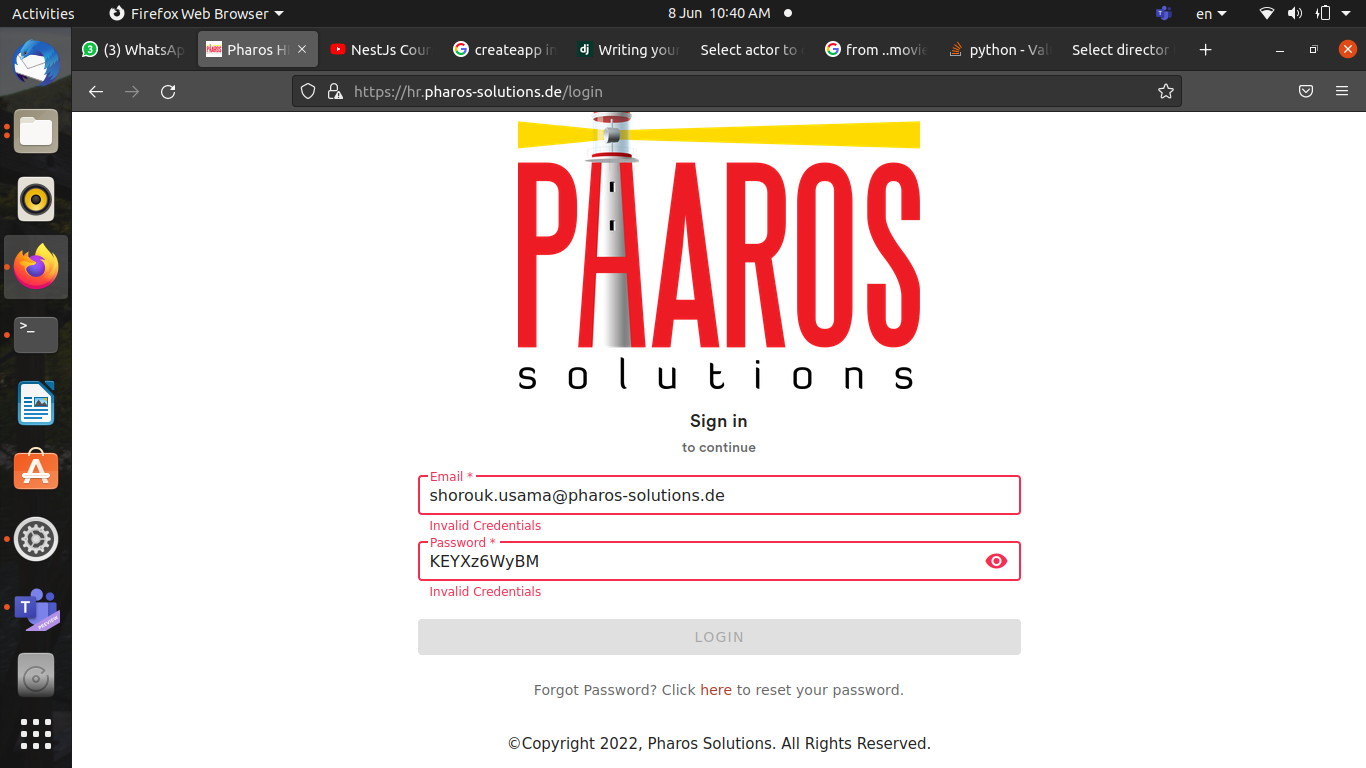 Activities Firefox Web Browser 8 Jun 10:40 AM en
(3) WhatsAp Pharos H NestJs Cour createapp in dj Writing your Select actor to from ..movie python - Val Select director
https://hr.pharos-solutions.de/login
PHAROS
solutions
Sign in
to continue
Email *
shorouk.usama@pharos-solutions.de
Invalid Credentials
Password *
KEYXz6WyBM
Invalid Credentials
LOGIN
Forgot Password? Click here to reset your password.
©Copyright 2022, Pharos Solutions. All Rights Reserved.